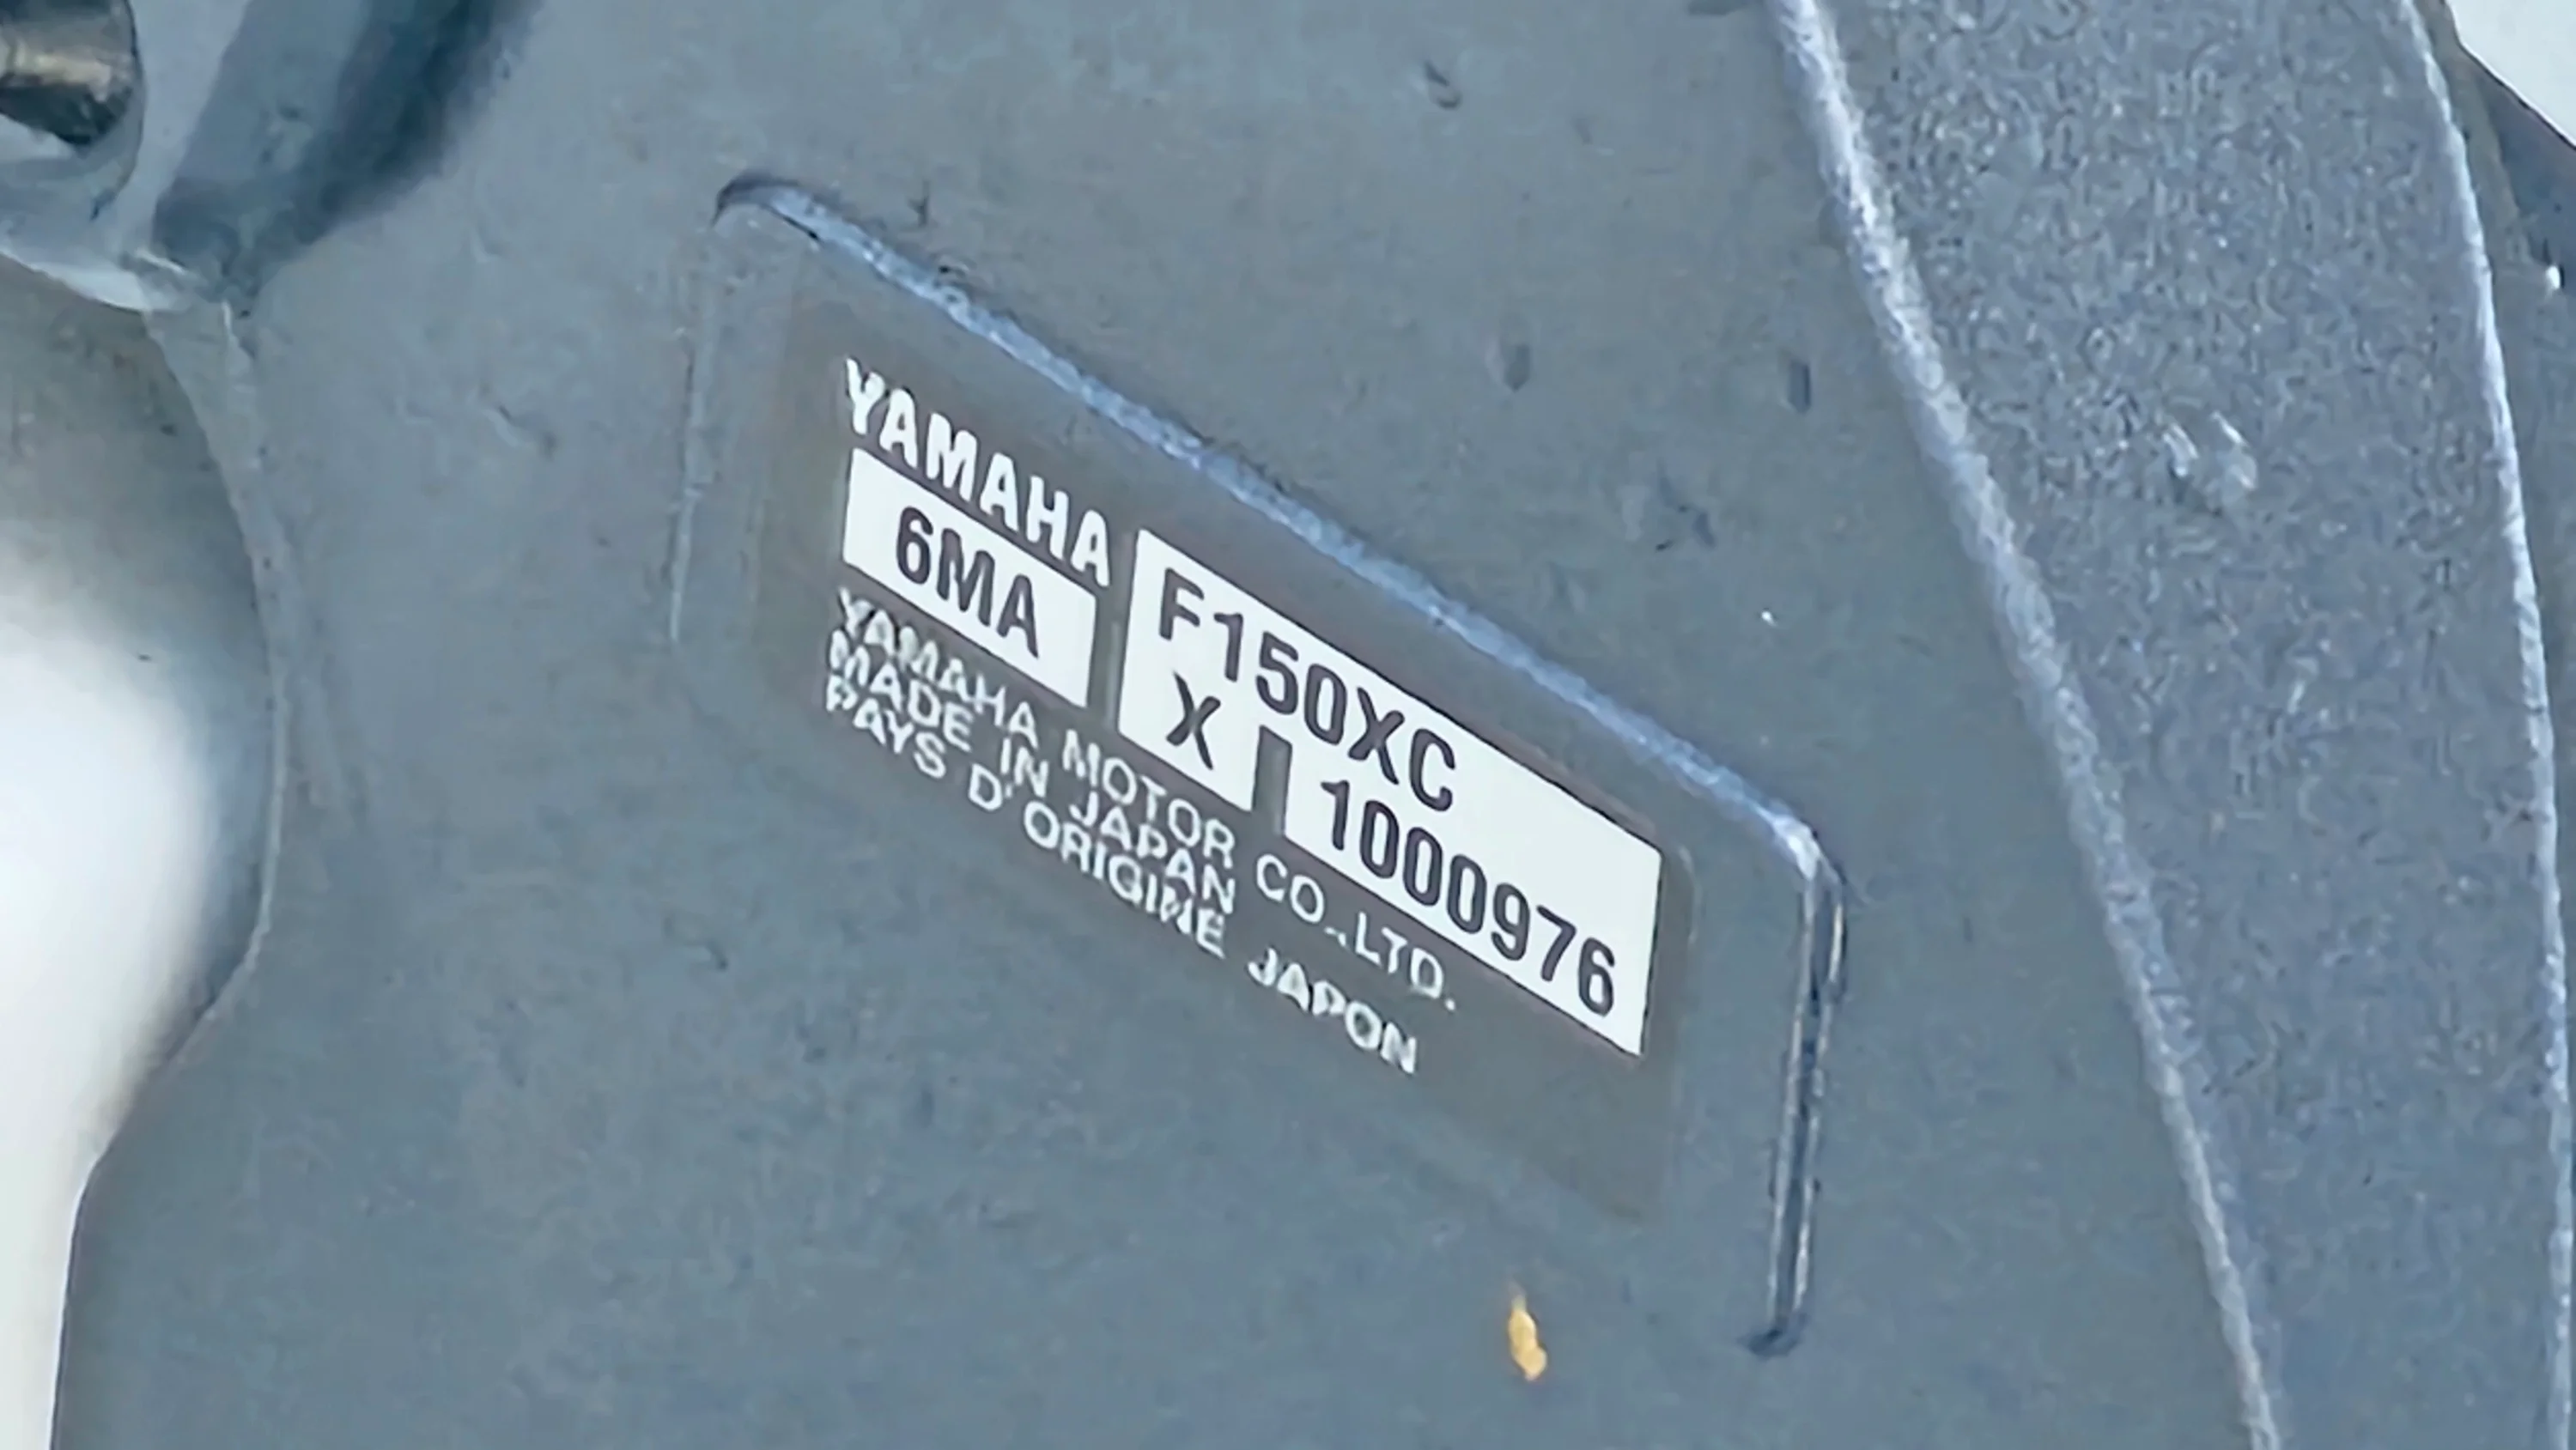 YAMAHA
F150XC
6MA
X 1000976
YAMAHA MOTOR CO.,LTD.
MADE IN JAPAN
PAYS D'ORIGINE JAPON